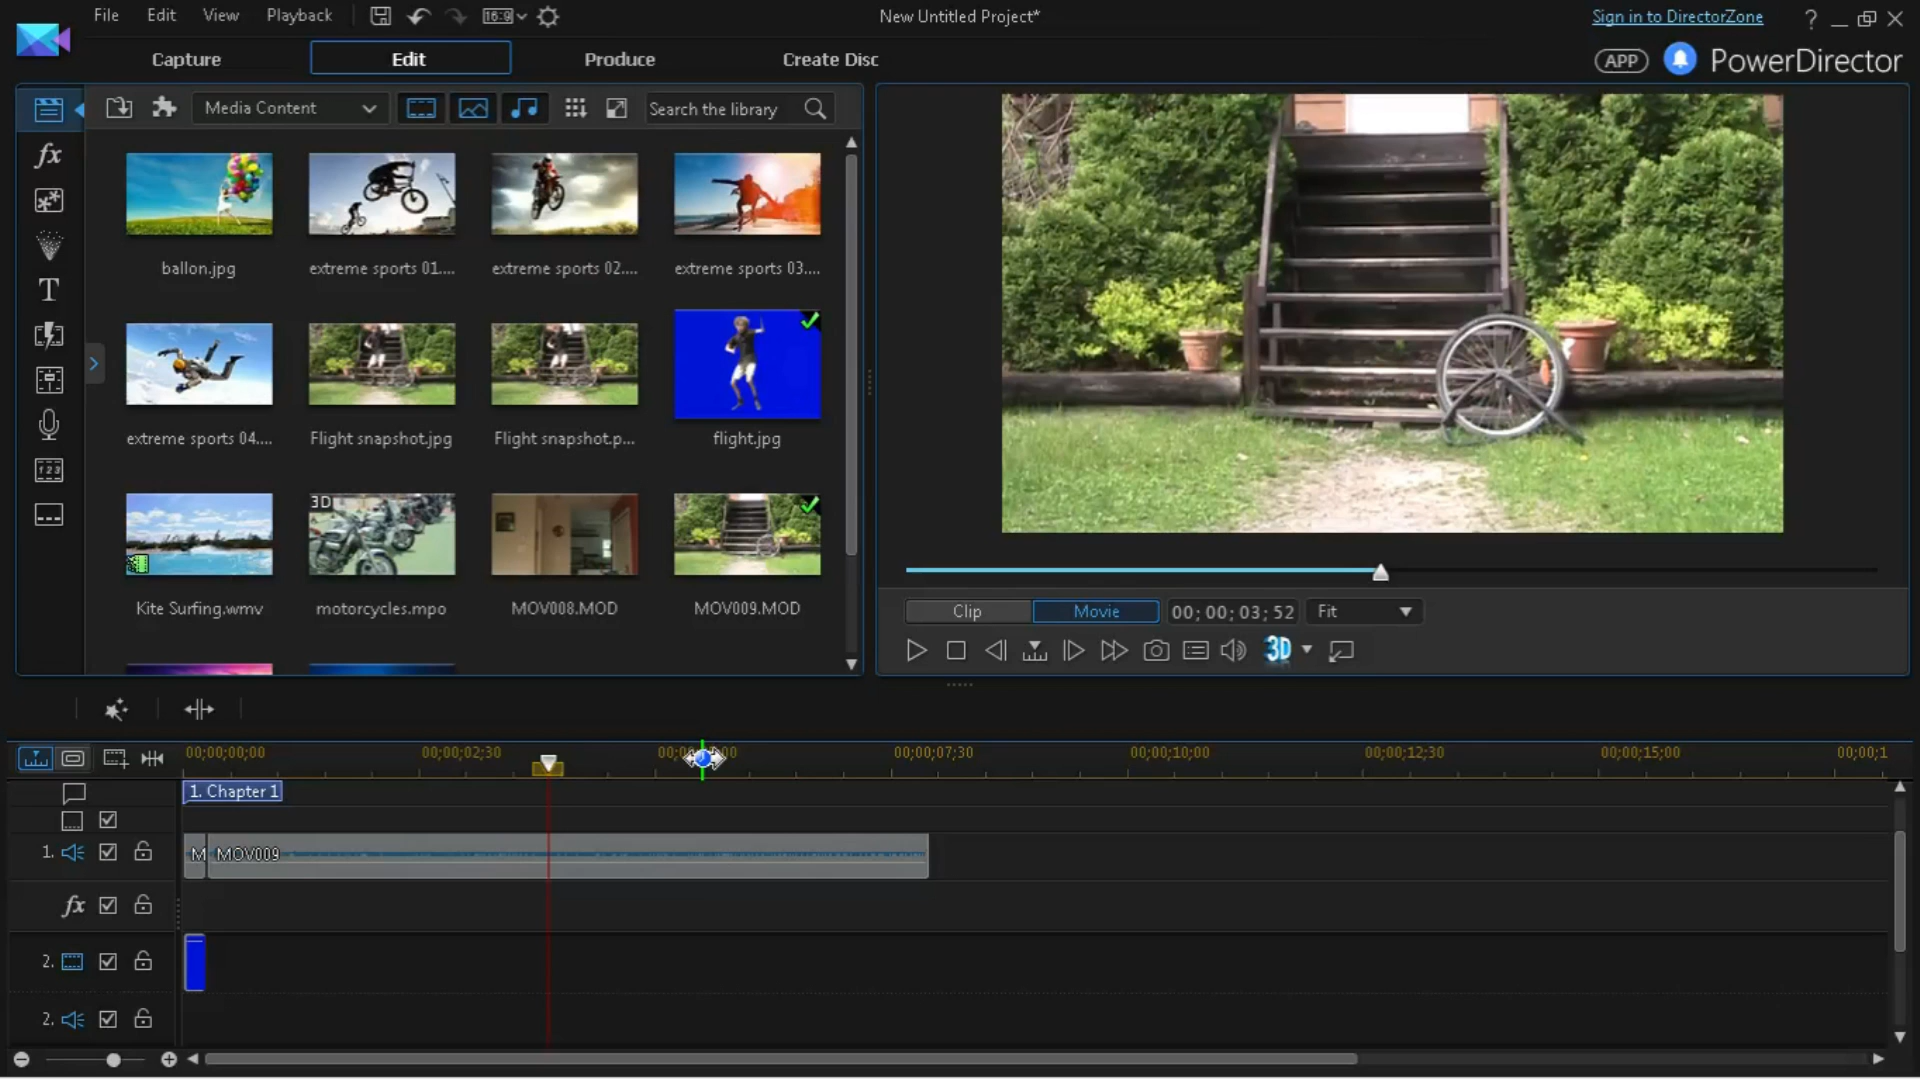 File Edit View Playback 16:9 New Untitled Project* Sign in to DirectorZone ?
Capture Edit Produce Create Disc APP PowerDirector
Media Content Search the library
fx
T
123
ballon.jpg extreme sports 01.... extreme sports 02.... extreme sports 03....
extreme sports 04.... Flight snapshot.jpg Flight snapshot.p... flight.jpg
3D
Kite Surfing.wmv motorcycles.mpo MOV008.MOD MOV009.MOD
Clip Movie 00; 00; 03; 52 Fit
3D
00;00;00;00 00;00;02;30 00;00;07;30 00;00;10;00 00;00;12;30 00;00;15;00 00;00;1
1. Chapter 1
1. M MOV009
fx
2.
2.